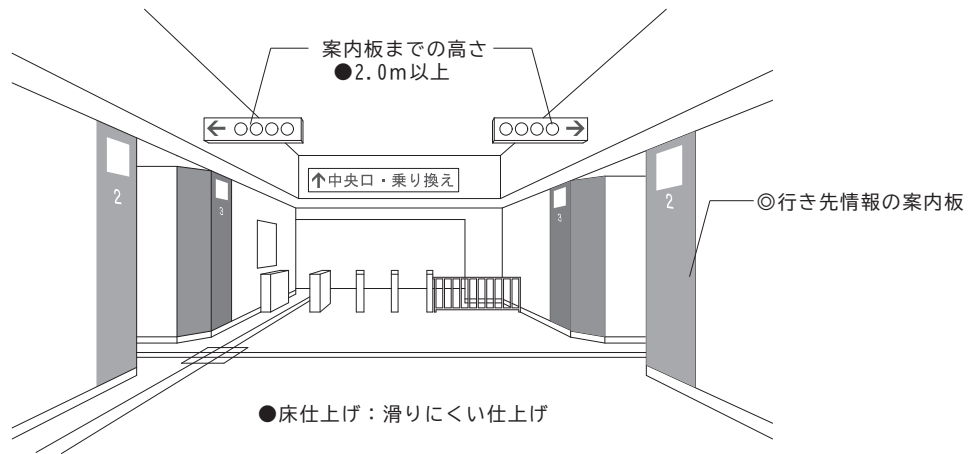 案内板までの高さ
●2.0m以上
←○○○○
○○○○→
↑中央口・乗り換え
2
3
3
2
◎行き先情報の案内板
●床仕上げ：滑りにくい仕上げ